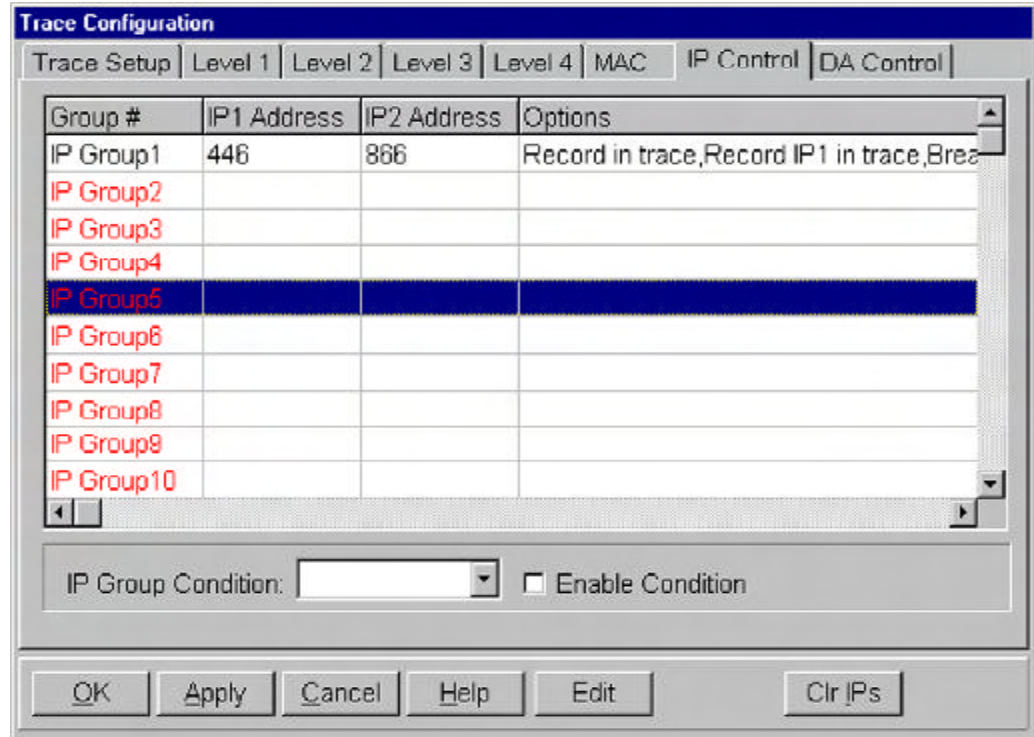 Trace Configuration
Trace Setup Level 1 Level 2 Level 3 Level 4 MAC IP Control DA Control
Group # IP1 Address IP2 Address Options
IP Group1 446 866 Record in trace,Record IP1 in trace,Brea
IP Group2
IP Group3
IP Group4
IP Group5
IP Group6
IP Group7
IP Group8
IP Group9
IP Group10
IP Group Condition: Enable Condition
OK Apply Cancel Help Edit Clr IPs